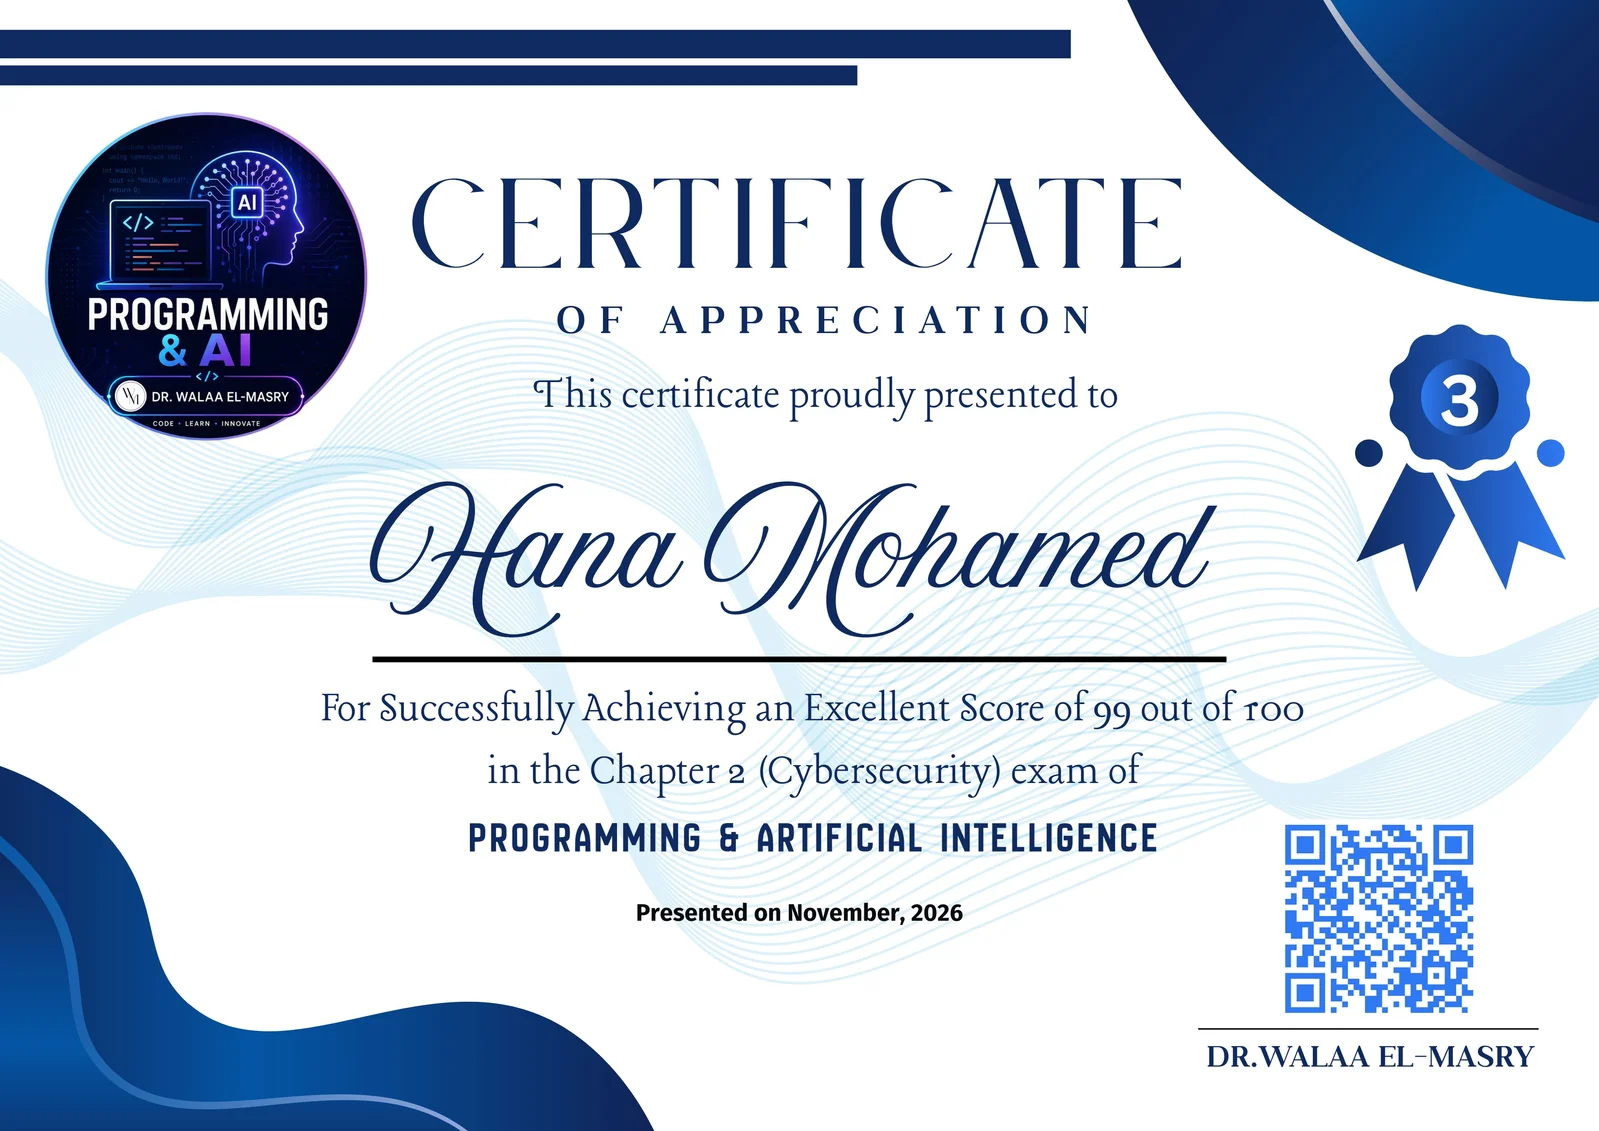 CERTIFICATE
OF APPRECIATION
This certificate proudly presented to
Hana Mohamed
For Successfully Achieving an Excellent Score of 99 out of 100
in the Chapter 2 (Cybersecurity) exam of
PROGRAMMING & ARTIFICIAL INTELLIGENCE
Presented on November, 2026
AI
</>
PROGRAMMING
& AI
</>
DR. WALAA EL-MASRY
CODE • LEARN • INNOVATE
3
DR.WALAA EL-MASRY